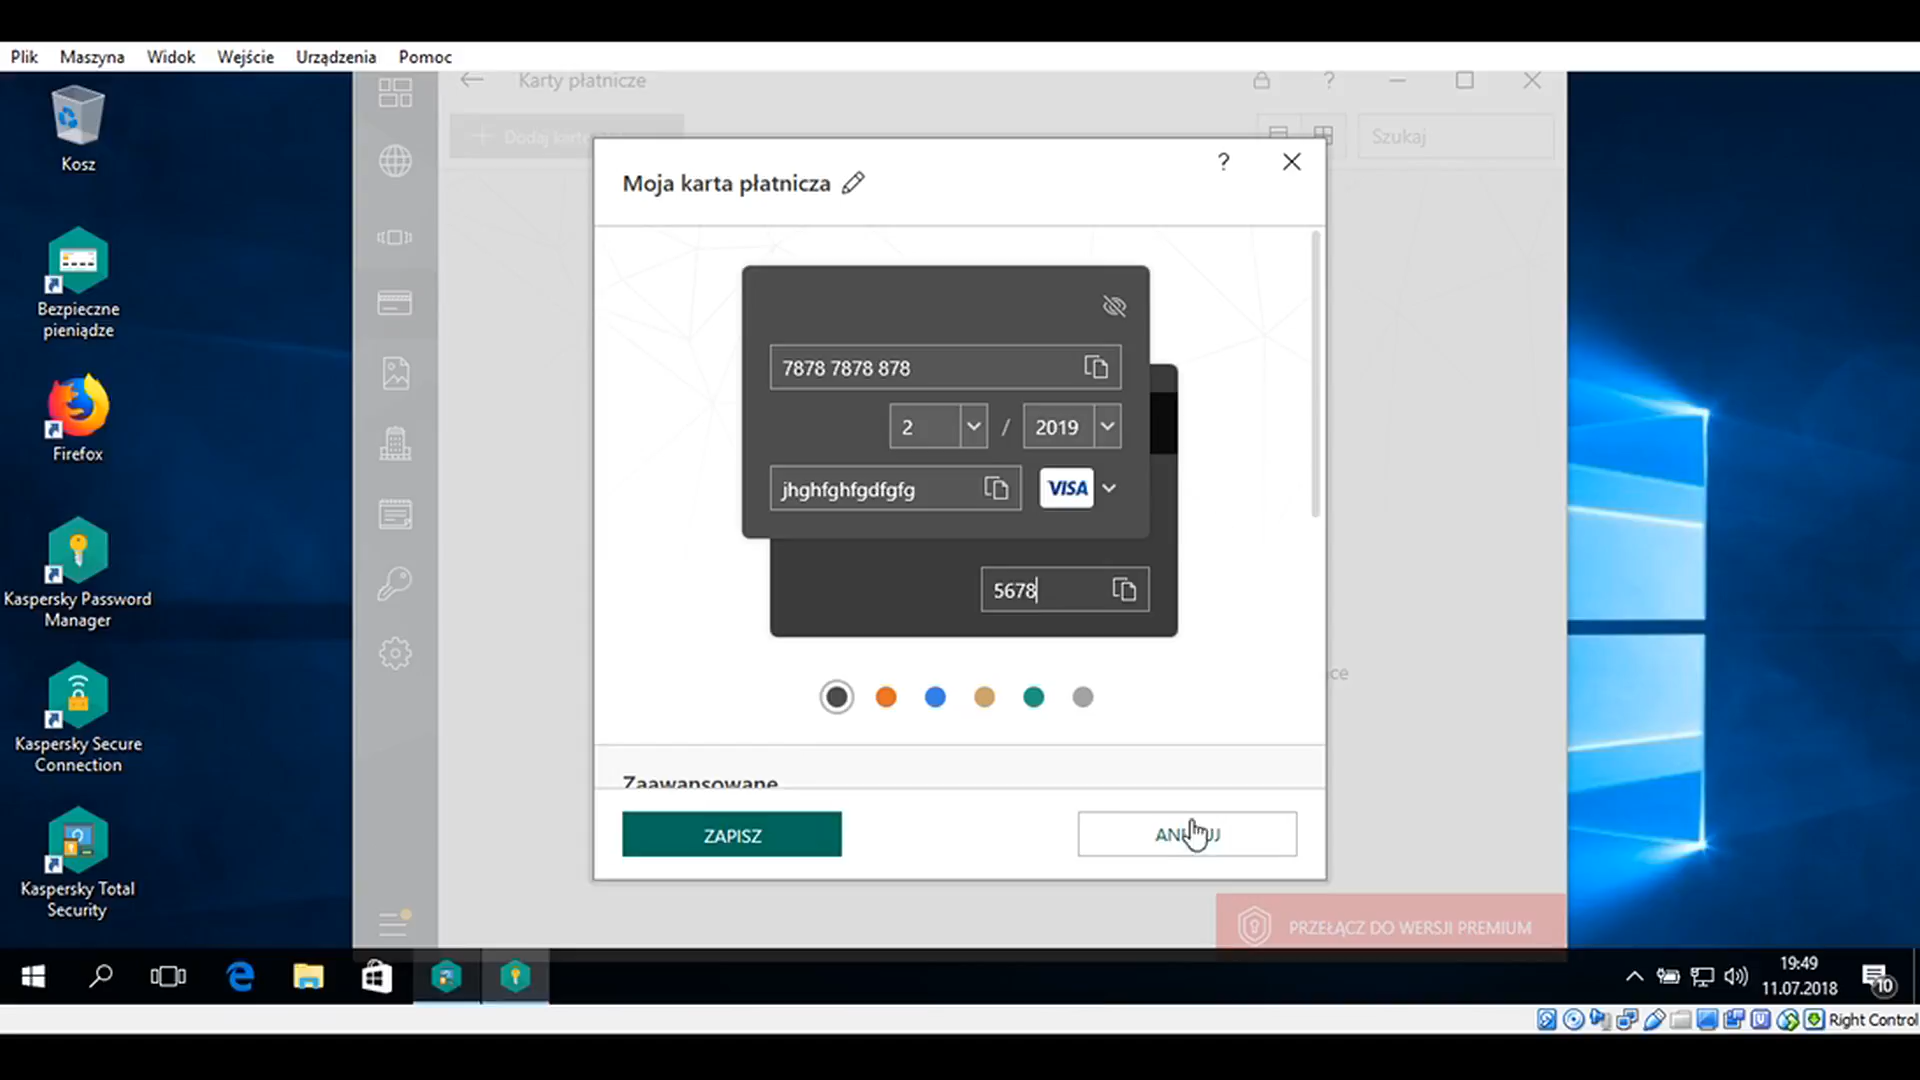 Plik Maszyna Widok Wejście Urządzenia Pomoc
Karty płatnicze
?
Dodaj kartę
Szukaj
Kosz
Bezpieczne
pieniądze
Firefox
Kaspersky Password
Manager
Kaspersky Secure
Connection
Kaspersky Total
Security
?
Moja karta płatnicza
7878 7878 878
2 / 2019
jhghfghfgdfgfg
VISA
5678
Zaawansowane
ZAPISZ
PRZEŁĄCZ DO WERSJI PREMIUM
19:49
11.07.2018
10
Right Control